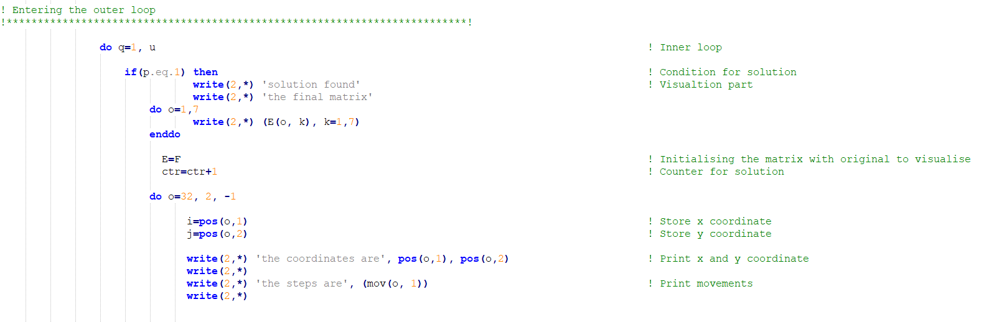 ! Entering the outer loop
!**************************************************************************!
do q=1, u ! Inner loop
if(p.eq.1) then ! Condition for solution
write(2,*) 'solution found' ! Visualtion part
write(2,*) 'the final matrix'
do o=1,7
write(2,*) (E(o, k), k=1,7)
enddo
E=F ! Initialising the matrix with original to visualise
ctr=ctr+1 ! Counter for solution
do o=32, 2, -1
i=pos(o,1) ! Store x coordinate
j=pos(o,2) ! Store y coordinate
write(2,*) 'the coordinates are', pos(o,1), pos(o,2) ! Print x and y coordinate
write(2,*)
write(2,*) 'the steps are', (mov(o, 1)) ! Print movements
write(2,*)